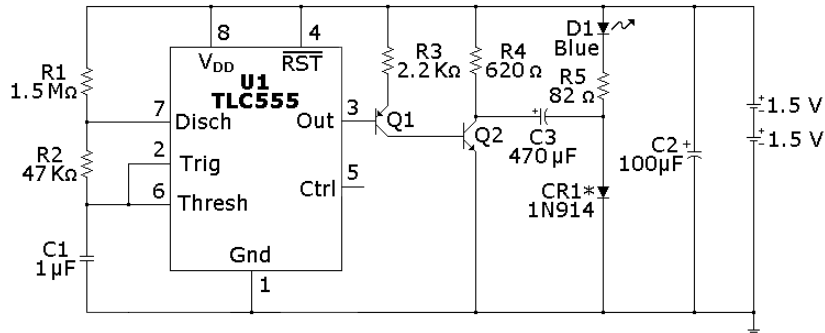 8
4
V_DD
RST
U1
TLC555
R1
1.5 MΩ
7
Disch
3
Out
R2
47 KΩ
2
Trig
6
Thresh
5
Ctrl
C1
1 µF
Gnd
1
R3
2.2 KΩ
Q1
R4
620 Ω
Q2
D1
Blue
R5
82 Ω
C3
470 µF
+
CR1*
1N914
C2
100µF
+
+
-
1.5 V
+
-
1.5 V